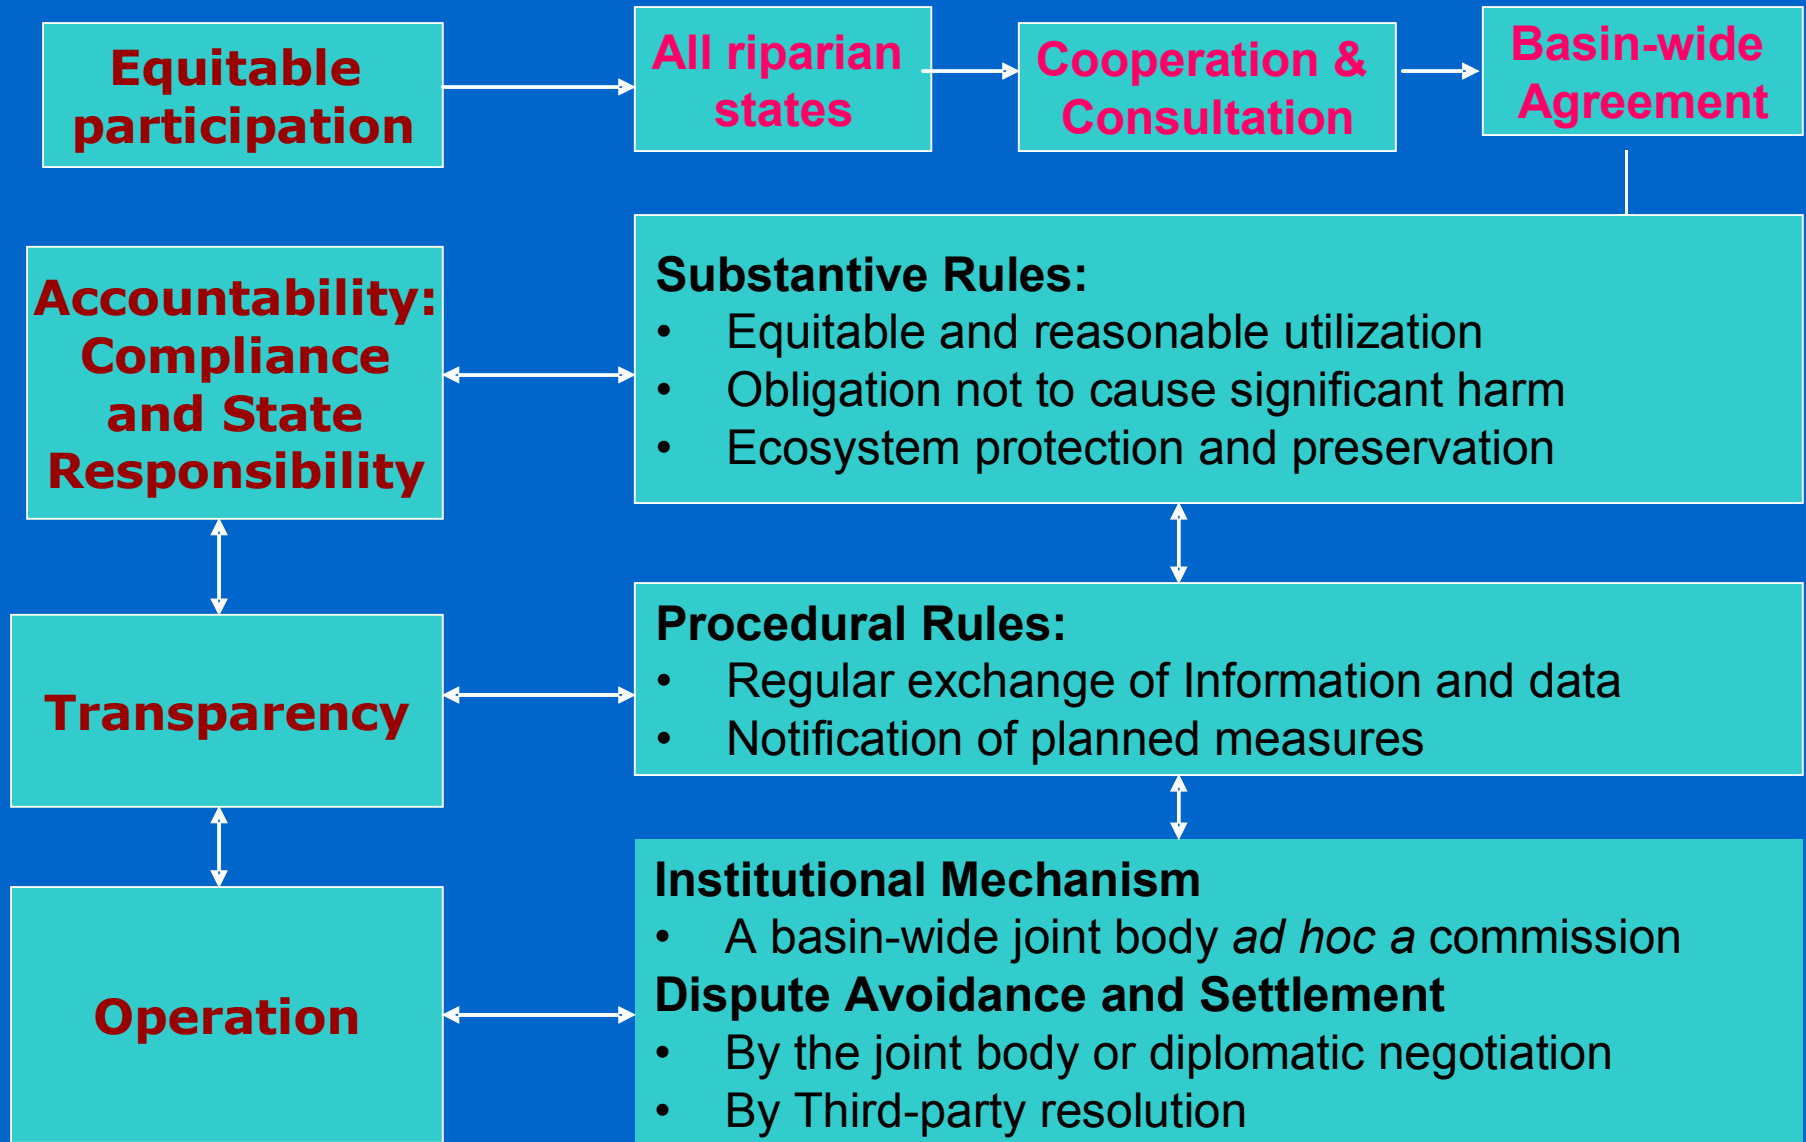 Equitable
participation
All riparian
states
Cooperation &
Consultation
Basin-wide
Agreement
Accountability:
Compliance
and State
Responsibility
Substantive Rules:
• Equitable and reasonable utilization
• Obligation not to cause significant harm
• Ecosystem protection and preservation
Transparency
Procedural Rules:
• Regular exchange of Information and data
• Notification of planned measures
Operation
Institutional Mechanism
• A basin-wide joint body ad hoc a commission
Dispute Avoidance and Settlement
• By the joint body or diplomatic negotiation
• By Third-party resolution